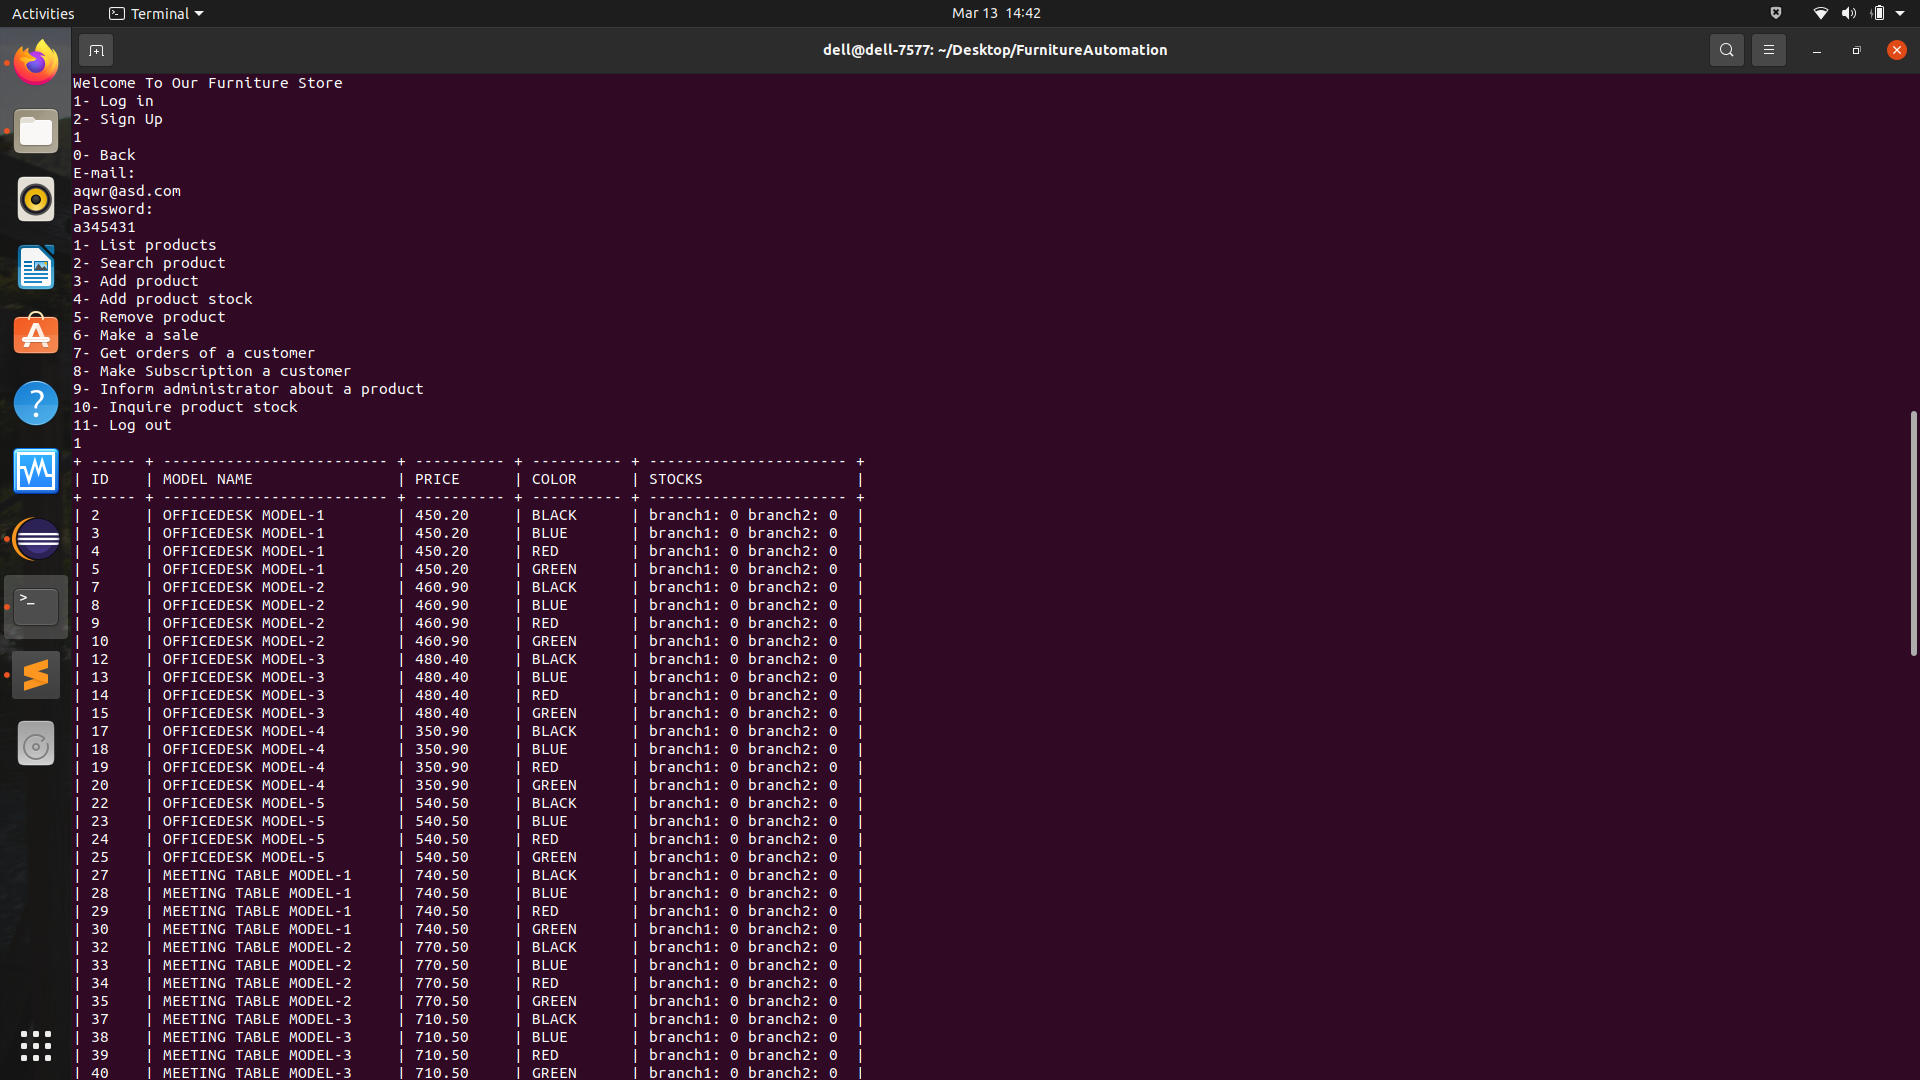 Activities
Terminal
Mar 13 14:42
dell@dell-7577: ~/Desktop/FurnitureAutomation
Welcome To Our Furniture Store
1- Log in
2- Sign Up
1
0- Back
E-mail:
aqwr@asd.com
Password:
a345431
1- List products
2- Search product
3- Add product
4- Add product stock
5- Remove product
6- Make a sale
7- Get orders of a customer
8- Make Subscription a customer
9- Inform administrator about a product
10- Inquire product stock
11- Log out
1
+ ----- + ------------------------- + ---------- + ---------- + ---------------------- +
| ID    | MODEL NAME                | PRICE      | COLOR      | STOCKS                 |
+ ----- + ------------------------- + ---------- + ---------- + ---------------------- +
| 2     | OFFICEDESK MODEL-1        | 450.20     | BLACK      | branch1: 0 branch2: 0  |
| 3     | OFFICEDESK MODEL-1        | 450.20     | BLUE       | branch1: 0 branch2: 0  |
| 4     | OFFICEDESK MODEL-1        | 450.20     | RED        | branch1: 0 branch2: 0  |
| 5     | OFFICEDESK MODEL-1        | 450.20     | GREEN      | branch1: 0 branch2: 0  |
| 7     | OFFICEDESK MODEL-2        | 460.90     | BLACK      | branch1: 0 branch2: 0  |
| 8     | OFFICEDESK MODEL-2        | 460.90     | BLUE       | branch1: 0 branch2: 0  |
| 9     | OFFICEDESK MODEL-2        | 460.90     | RED        | branch1: 0 branch2: 0  |
| 10    | OFFICEDESK MODEL-2        | 460.90     | GREEN      | branch1: 0 branch2: 0  |
| 12    | OFFICEDESK MODEL-3        | 480.40     | BLACK      | branch1: 0 branch2: 0  |
| 13    | OFFICEDESK MODEL-3        | 480.40     | BLUE       | branch1: 0 branch2: 0  |
| 14    | OFFICEDESK MODEL-3        | 480.40     | RED        | branch1: 0 branch2: 0  |
| 15    | OFFICEDESK MODEL-3        | 480.40     | GREEN      | branch1: 0 branch2: 0  |
| 17    | OFFICEDESK MODEL-4        | 350.90     | BLACK      | branch1: 0 branch2: 0  |
| 18    | OFFICEDESK MODEL-4        | 350.90     | BLUE       | branch1: 0 branch2: 0  |
| 19    | OFFICEDESK MODEL-4        | 350.90     | RED        | branch1: 0 branch2: 0  |
| 20    | OFFICEDESK MODEL-4        | 350.90     | GREEN      | branch1: 0 branch2: 0  |
| 22    | OFFICEDESK MODEL-5        | 540.50     | BLACK      | branch1: 0 branch2: 0  |
| 23    | OFFICEDESK MODEL-5        | 540.50     | BLUE       | branch1: 0 branch2: 0  |
| 24    | OFFICEDESK MODEL-5        | 540.50     | RED        | branch1: 0 branch2: 0  |
| 25    | OFFICEDESK MODEL-5        | 540.50     | GREEN      | branch1: 0 branch2: 0  |
| 27    | MEETING TABLE MODEL-1     | 740.50     | BLACK      | branch1: 0 branch2: 0  |
| 28    | MEETING TABLE MODEL-1     | 740.50     | BLUE       | branch1: 0 branch2: 0  |
| 29    | MEETING TABLE MODEL-1     | 740.50     | RED        | branch1: 0 branch2: 0  |
| 30    | MEETING TABLE MODEL-1     | 740.50     | GREEN      | branch1: 0 branch2: 0  |
| 32    | MEETING TABLE MODEL-2     | 770.50     | BLACK      | branch1: 0 branch2: 0  |
| 33    | MEETING TABLE MODEL-2     | 770.50     | BLUE       | branch1: 0 branch2: 0  |
| 34    | MEETING TABLE MODEL-2     | 770.50     | RED        | branch1: 0 branch2: 0  |
| 35    | MEETING TABLE MODEL-2     | 770.50     | GREEN      | branch1: 0 branch2: 0  |
| 37    | MEETING TABLE MODEL-3     | 710.50     | BLACK      | branch1: 0 branch2: 0  |
| 38    | MEETING TABLE MODEL-3     | 710.50     | BLUE       | branch1: 0 branch2: 0  |
| 39    | MEETING TABLE MODEL-3     | 710.50     | RED        | branch1: 0 branch2: 0  |
| 40    | MEETING TABLE MODEL-3     | 710.50     | GREEN      | branch1: 0 branch2: 0  |